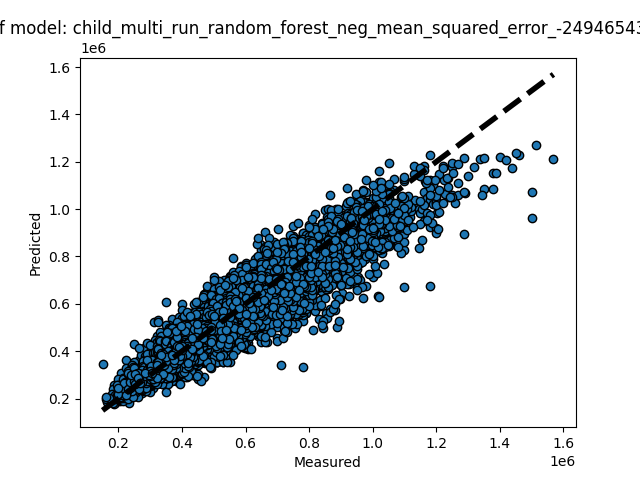 f model: child_multi_run_random_forest_neg_mean_squared_error_-24946543
1e6
1.6
1.4
1.2
1.0
0.8
0.6
0.4
0.2
Predicted
0.2 0.4 0.6 0.8 1.0 1.2 1.4 1.6
1e6
Measured